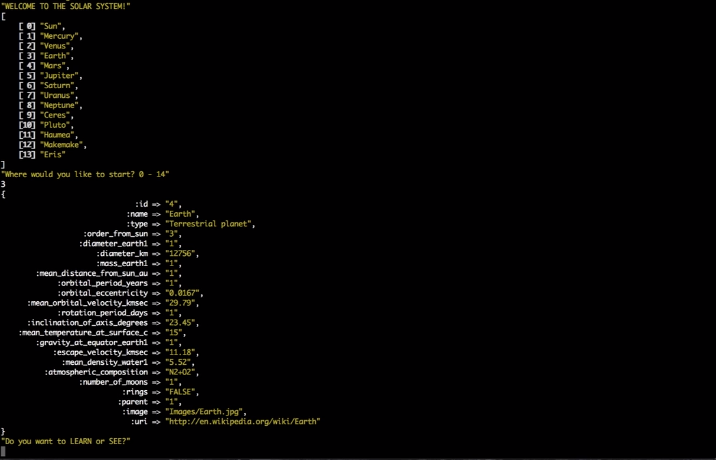 "WELCOME TO THE SOLAR SYSTEM!"
[
[ 0] "Sun",
[ 1] "Mercury",
[ 2] "Venus",
[ 3] "Earth",
[ 4] "Mars",
[ 5] "Jupiter",
[ 6] "Saturn",
[ 7] "Uranus",
[ 8] "Neptune",
[ 9] "Ceres",
[10] "Pluto",
[11] "Haumea",
[12] "Makemake",
[13] "Eris"
]
"Where would you like to start? 0 - 14"
3
{
:id => "4",
:name => "Earth",
:type => "Terrestrial planet",
:order_from_sun => "3",
:diameter_earth1 => "1",
:diameter_km => "12756",
:mass_earth1 => "1",
:mean_distance_from_sun_au => "1",
:orbital_period_years => "1",
:orbital_eccentricity => "0.0167",
:mean_orbital_velocity_kmsec => "29.79",
:rotation_period_days => "1",
:inclination_of_axis_degrees => "23.45",
:mean_temperature_at_surface_c => "15",
:gravity_at_equator_earth1 => "1",
:escape_velocity_kmsec => "11.18",
:mean_density_water1 => "5.52",
:atmospheric_composition => "N2+O2",
:number_of_moons => "1",
:rings => "FALSE",
:parent => "1",
:image => "Images/Earth.jpg",
:uri => "http://en.wikipedia.org/wiki/Earth"
}
"Do you want to LEARN or SEE?"